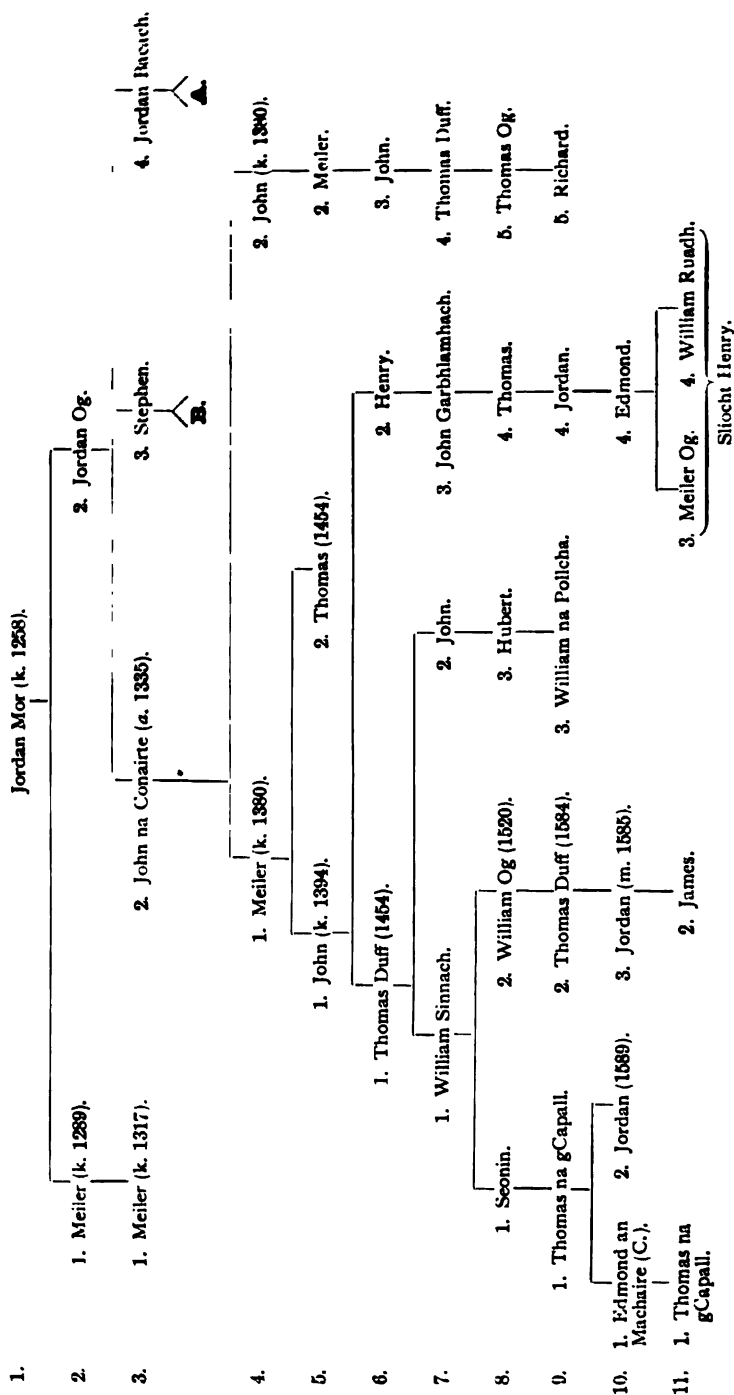 1. Jordan Mor (k. 1258).
2. 1. Meiler (k. 1289). 2. Jordan Og.
3. 1. Meiler (k. 1317). 2. John na Conairte (a. 1335). 3. Stephen. 4. Jordan Bacach.
B. A.
4. 1. Meiler (k. 1380). 2. John (k. 1380).
5. 1. John (k. 1394). 2. Thomas (1454). 2. Meiler.
6. 1. Thomas Duff (1454). 2. Henry. 3. John.
7. 1. William Sinnach. 2. John. 3. John Garbhlamhach. 4. Thomas Duff.
8. 1. Seonin. 2. William Og (1520). 3. Hubert. 4. Thomas. 5. Thomas Og.
9. 1. Thomas na gCapall. 2. Thomas Duff (1584). 3. William na Pollcha. 4. Jordan. 5. Richard.
10. 1. Edmond an Machaire (C.). 2. Jordan (1589). 3. Jordan (m. 1585). 4. Edmond.
11. 1. Thomas na gCapall. 2. James. 3. Meiler Og. 4. William Ruadh.
Sliocht Henry.